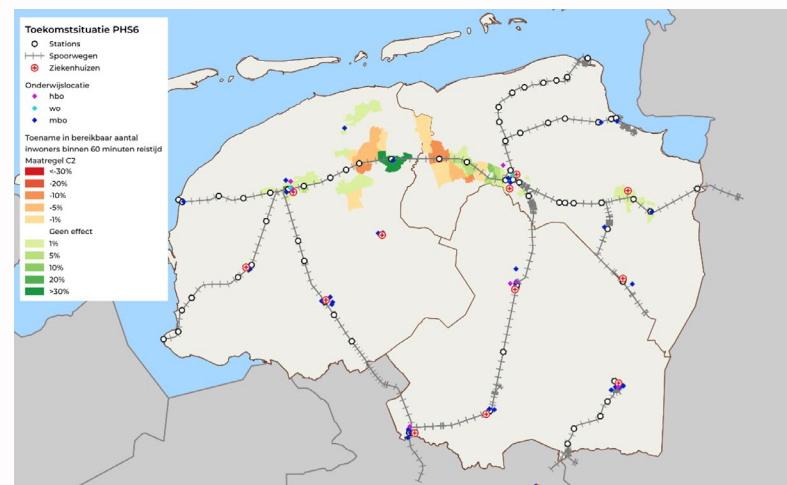 Toekomstsituatie PHS6
Stations
Spoorwegen
Ziekenhuizen
Onderwijslocatie
hbo
wo
mbo
Toename in bereikbaar aantal
inwoners binnen 60 minuten reistijd
Maatregel C2
<-30%
-20%
-10%
-5%
-1%
Geen effect
1%
5%
10%
20%
>30%